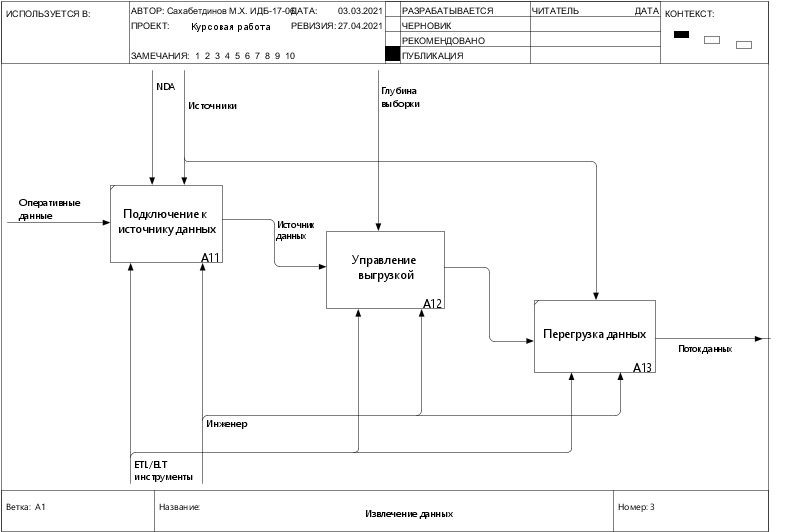 ИСПОЛЬЗУЕТСЯ В:
АВТОР: Сахабетдинов М.Х. ИДБ-17-06
ДАТА: 03.03.2021
ПРОЕКТ: Курсовая работа
РЕВИЗИЯ: 27.04.2021
ЗАМЕЧАНИЯ: 1 2 3 4 5 6 7 8 9 10
РАЗРАБАТЫВАЕТСЯ
ЧЕРНОВИК
РЕКОМЕНДОВАНО
ПУБЛИКАЦИЯ
ЧИТАТЕЛЬ
ДАТА
КОНТЕКСТ:
NDA
Источники
Глубина
выборки
Оперативные
данные
Подключение к
источнику данных
A11
Источник
данных
Управление
выгрузкой
A12
Перегрузка данных
A13
Поток данных
Инженер
ETL/ELT
инструменты
Ветка: A1
Название:
Извлечение данных
Номер: 3